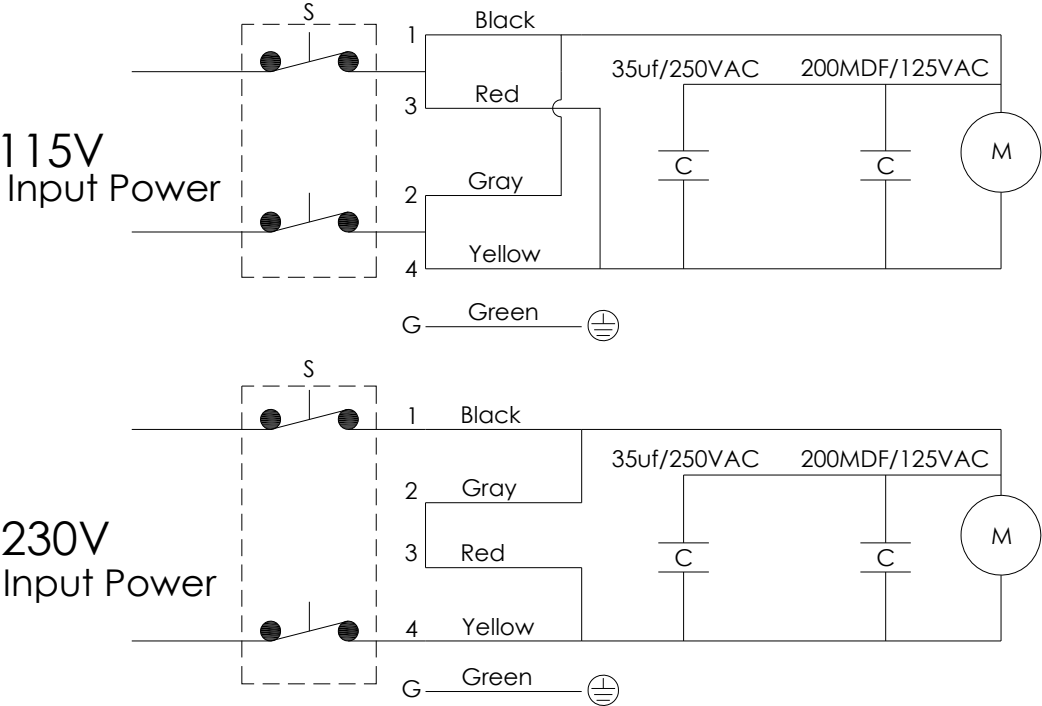 S
1 Black
35uf/250VAC 200MDF/125VAC
3 Red
115V
Input Power
C C M
2 Gray
4 Yellow
G Green
S
1 Black
35uf/250VAC 200MDF/125VAC
2 Gray
230V
Input Power
3 Red
C C M
4 Yellow
G Green